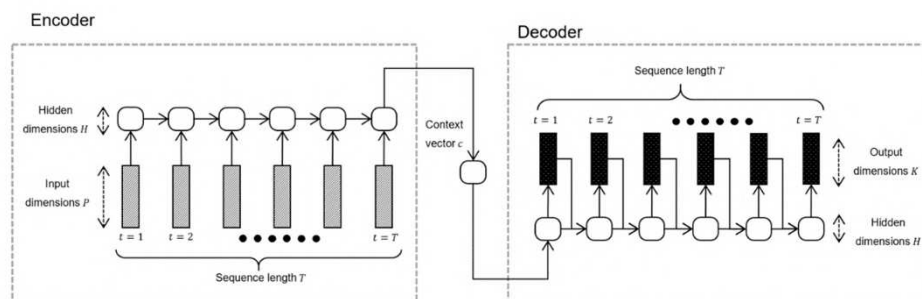 Encoder
Hidden
dimensions H
Input
dimensions P
t = 1
t = 2
t = T
Sequence length T
Context
vector c
Decoder
Sequence length T
t = 1
t = 2
t = T
Output
dimensions K
Hidden
dimensions H